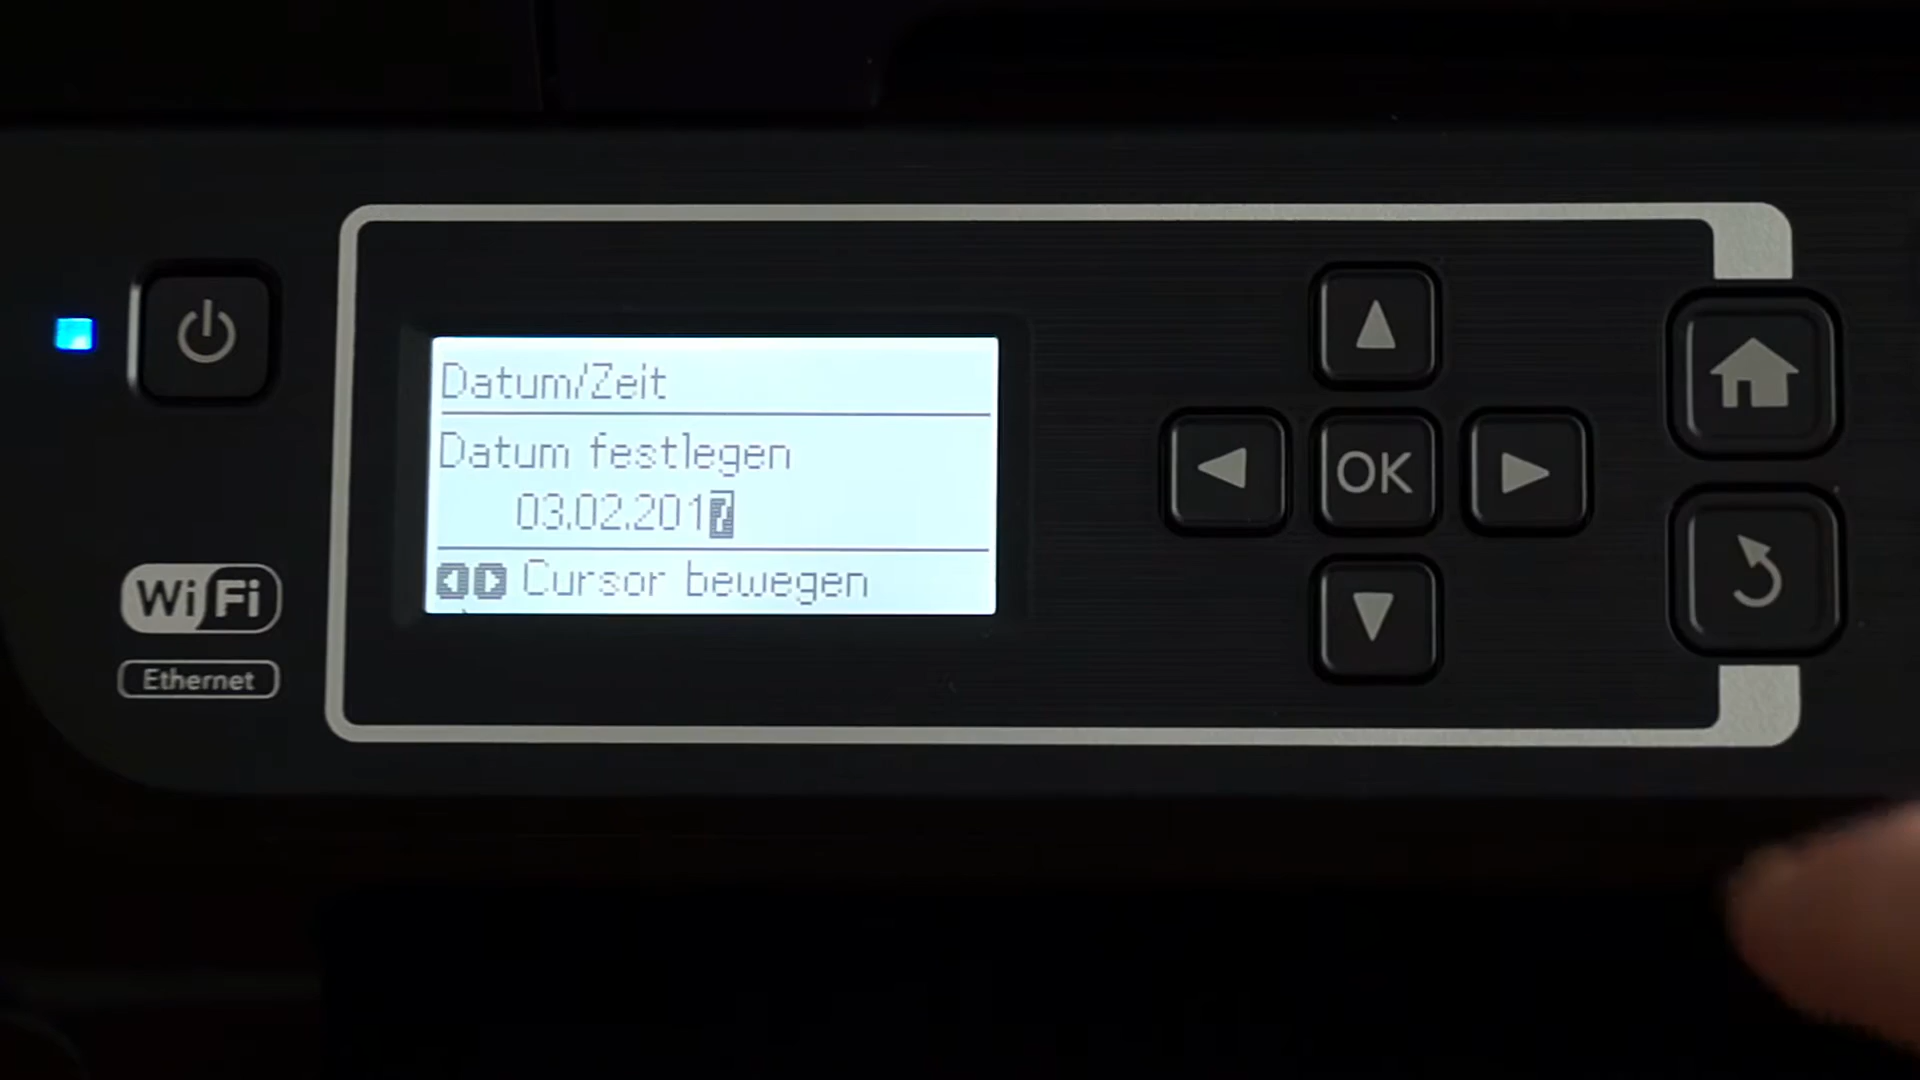 Datum/Zeit
Datum festlegen
03.02.2017
Cursor bewegen
OK
WiFi
Ethernet